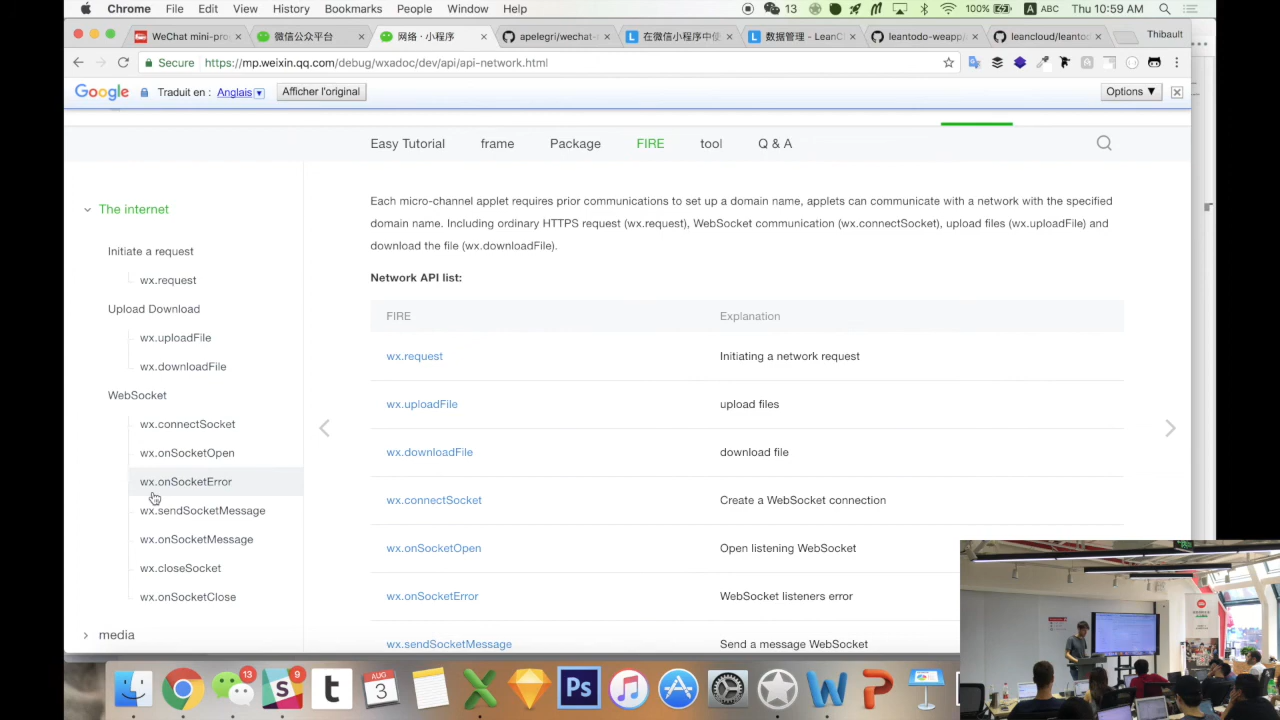 Chrome File Edit View History Bookmarks People Window Help 13 100% ABC Thu 10:59 AM
WeChat mini-pro 微信公众平台 网络 · 小程序 apelegri/wechat- 在微信小程序中使 数据管理 - LeanCl leantodo-weapp/ leancloud/leantod Thibault
Secure https://mp.weixin.qq.com/debug/wxadoc/dev/api/api-network.html
Google Traduit en : Anglais Afficher l'original Options ▼
Easy Tutorial frame Package FIRE tool Q & A
The internet
Initiate a request
wx.request
Upload Download
wx.uploadFile
wx.downloadFile
WebSocket
wx.connectSocket
wx.onSocketOpen
wx.onSocketError
wx.sendSocketMessage
wx.onSocketMessage
wx.closeSocket
wx.onSocketClose
media
Each micro-channel applet requires prior communications to set up a domain name, applets can communicate with a network with the specified
domain name. Including ordinary HTTPS request (wx.request), WebSocket communication (wx.connectSocket), upload files (wx.uploadFile) and
download the file (wx.downloadFile).
Network API list:
FIRE Explanation
wx.request Initiating a network request
wx.uploadFile upload files
wx.downloadFile download file
wx.connectSocket Create a WebSocket connection
wx.onSocketOpen Open listening WebSocket
wx.onSocketError WebSocket listeners error
wx.sendSocketMessage Send a message WebSocket
13 9 t AUG 3 Ps